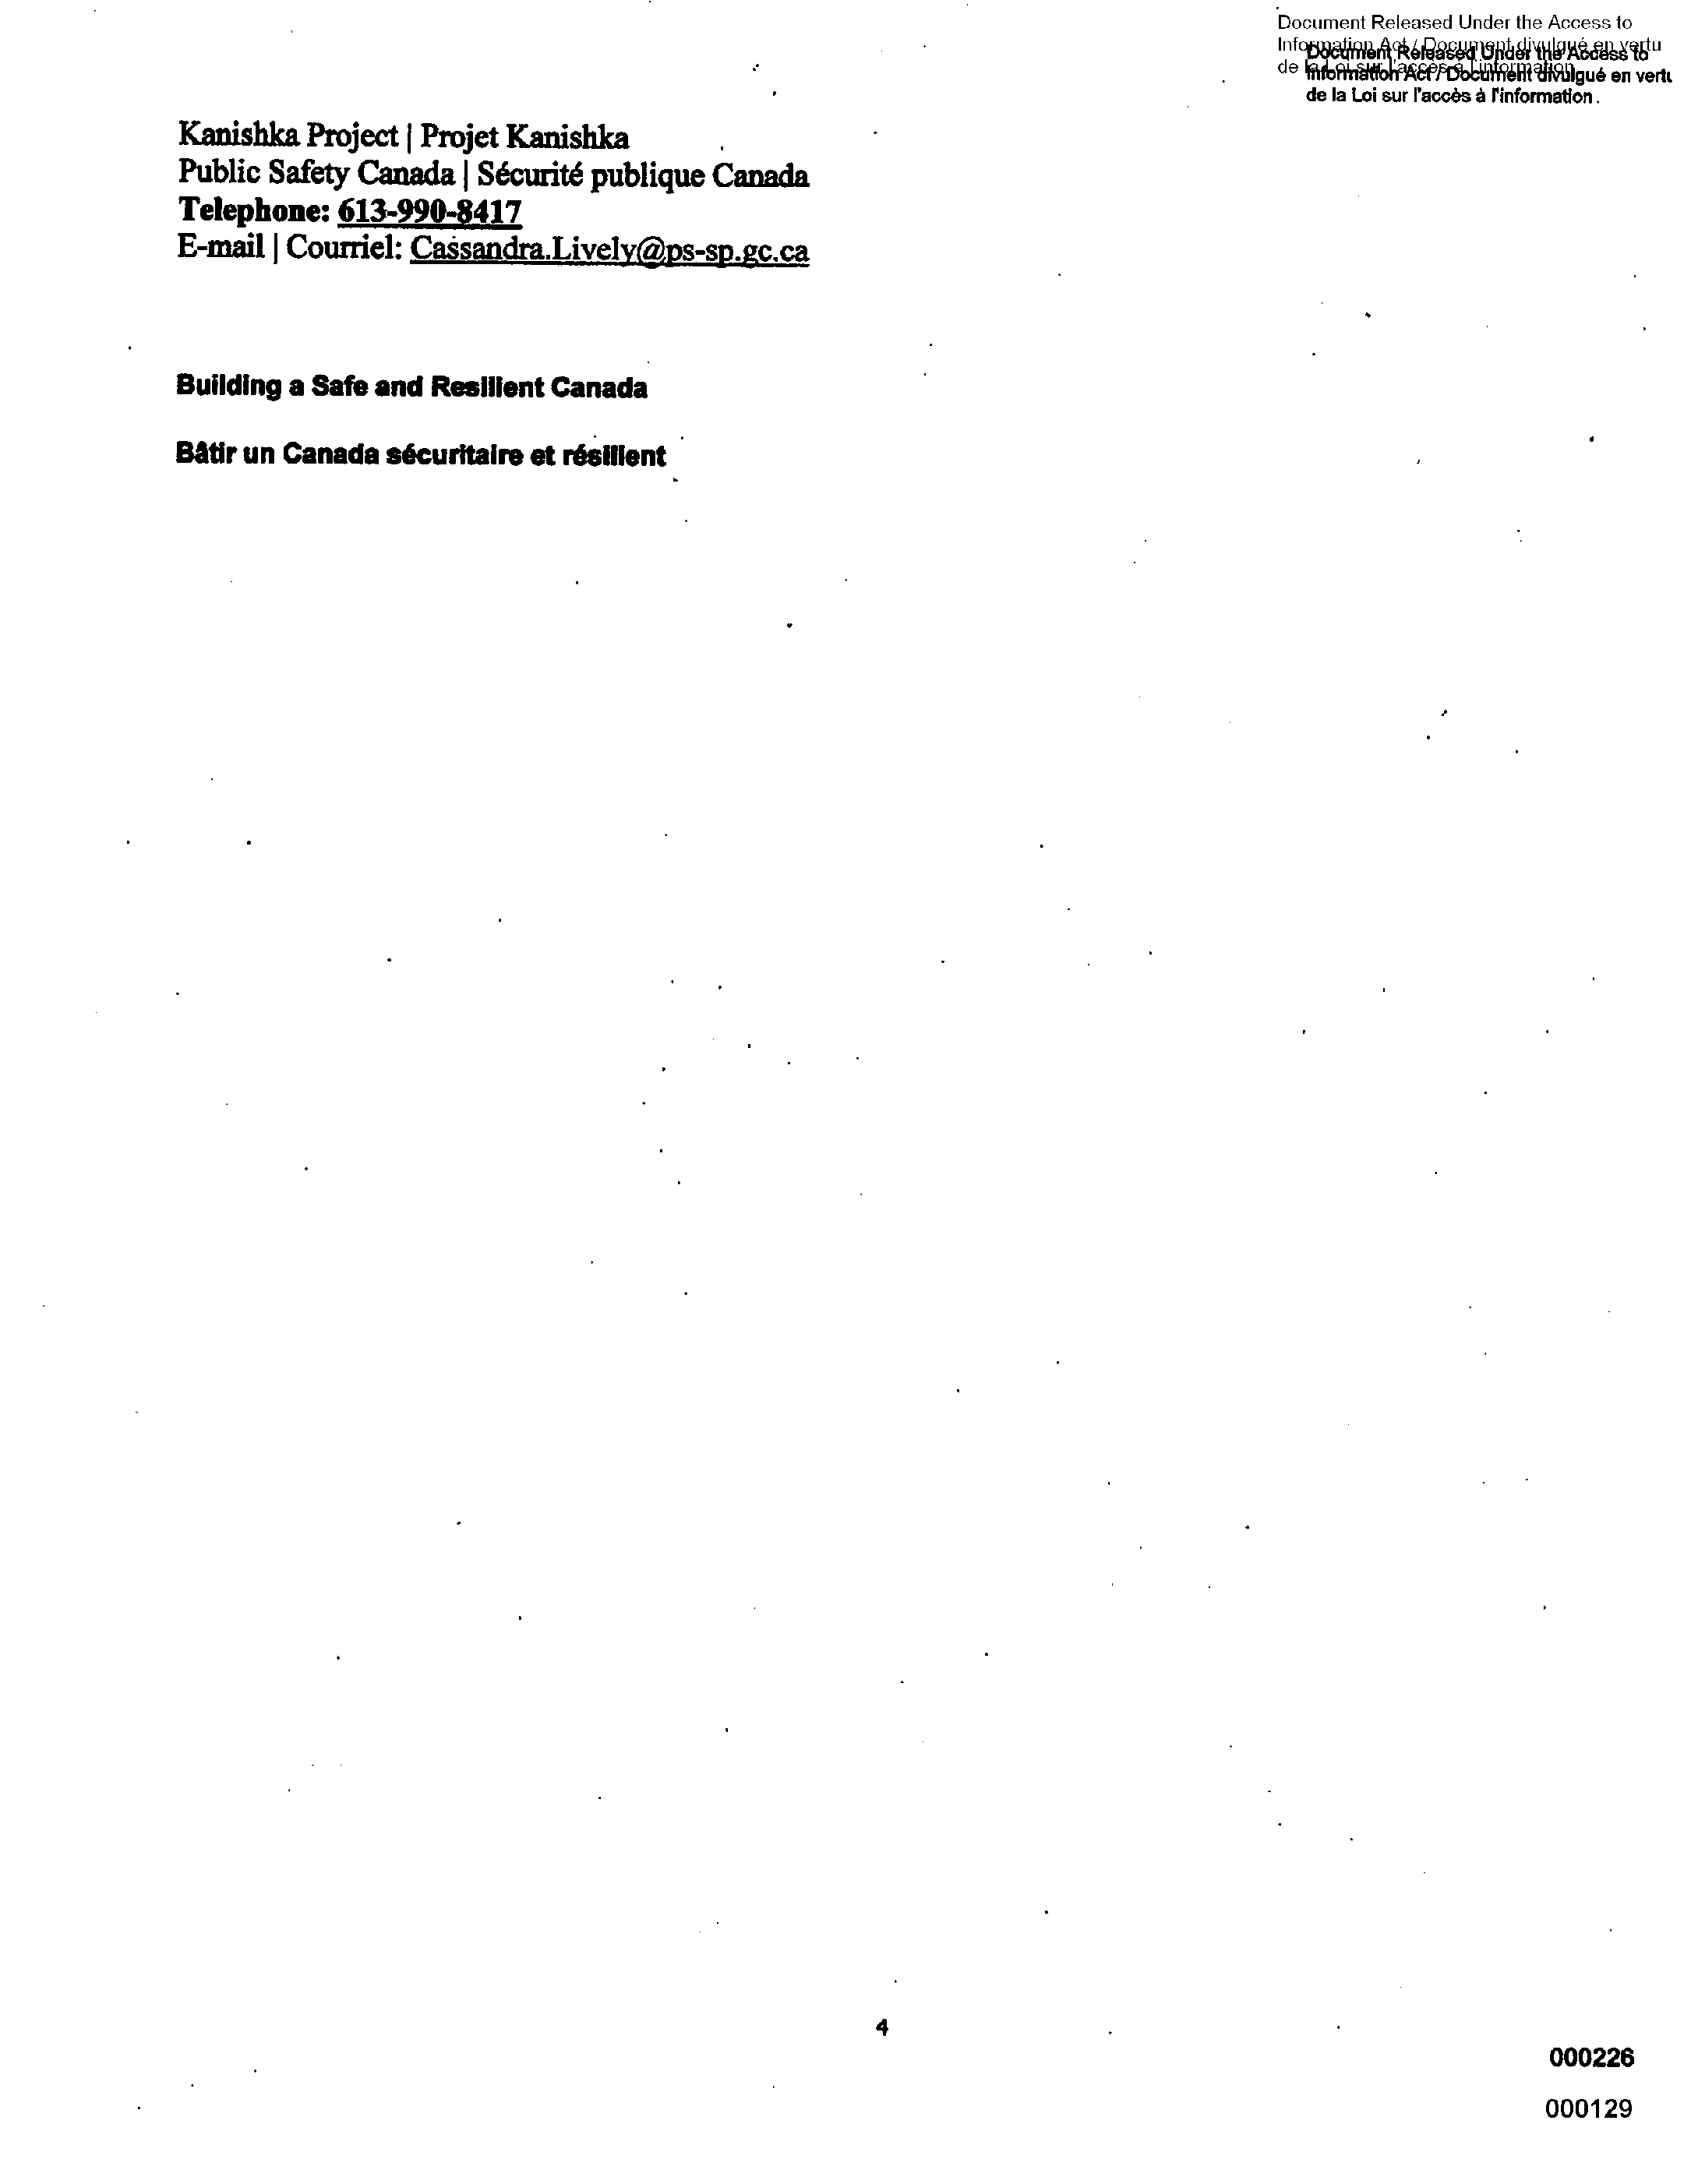 Document Released Under the Access to
Information Act / Document divulgué en vertu
de la Loi sur l'accès à l'information
Document Released Under the Access to
Information Act / Document divulgué en vertu
de la Loi sur l'accès à l'information.
Kanishka Project | Projet Kanishka
Public Safety Canada | Sécurité publique Canada
Telephone: 613-990-8417
E-mail | Courriel: Cassandra.Lively@ps-sp.gc.ca
Building a Safe and Resilient Canada
Bâtir un Canada sécuritaire et résilient
4
000226
000129